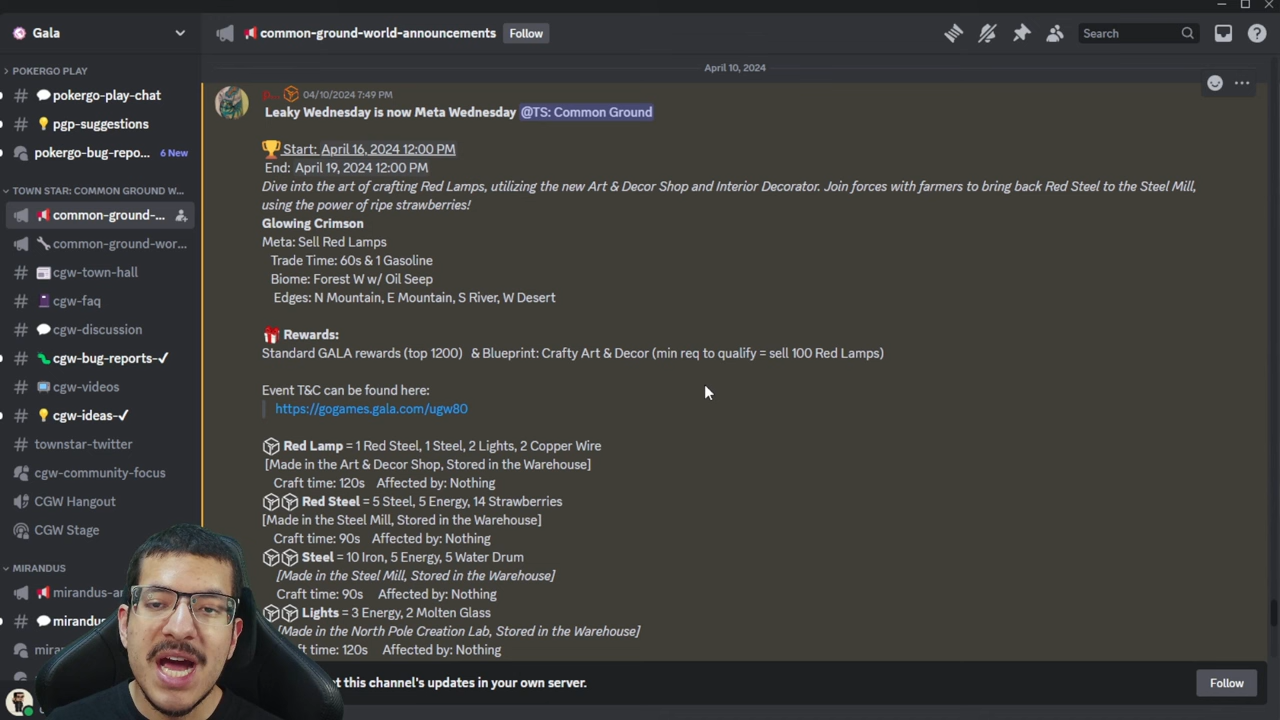 Gala
common-ground-world-announcements
Follow
Search
POKERGO PLAY
pokergo-play-chat
pgp-suggestions
pokergo-bug-repo...
6 New
TOWN STAR: COMMON GROUND W...
common-ground-...
common-ground-wor...
cgw-town-hall
cgw-faq
cgw-discussion
cgw-bug-reports-✓
cgw-videos
cgw-ideas-✓
townstar-twitter
cgw-community-focus
CGW Hangout
CGW Stage
MIRANDUS
mirandus-an
mirandus
miran
April 10, 2024
04/10/2024 7:49 PM
Leaky Wednesday is now Meta Wednesday @TS: Common Ground
Start: April 16, 2024 12:00 PM
End: April 19, 2024 12:00 PM
Dive into the art of crafting Red Lamps, utilizing the new Art & Decor Shop and Interior Decorator. Join forces with farmers to bring back Red Steel to the Steel Mill,
using the power of ripe strawberries!
Glowing Crimson
Meta: Sell Red Lamps
Trade Time: 60s & 1 Gasoline
Biome: Forest W w/ Oil Seep
Edges: N Mountain, E Mountain, S River, W Desert
Rewards:
Standard GALA rewards (top 1200) & Blueprint: Crafty Art & Decor (min req to qualify = sell 100 Red Lamps)
Event T&C can be found here:
https://gogames.gala.com/ugw80
Red Lamp = 1 Red Steel, 1 Steel, 2 Lights, 2 Copper Wire
[Made in the Art & Decor Shop, Stored in the Warehouse]
Craft time: 120s Affected by: Nothing
Red Steel = 5 Steel, 5 Energy, 14 Strawberries
[Made in the Steel Mill, Stored in the Warehouse]
Craft time: 90s Affected by: Nothing
Steel = 10 Iron, 5 Energy, 5 Water Drum
[Made in the Steel Mill, Stored in the Warehouse]
Craft time: 90s Affected by: Nothing
Lights = 3 Energy, 2 Molten Glass
[Made in the North Pole Creation Lab, Stored in the Warehouse]
ft time: 120s Affected by: Nothing
t this channel's updates in your own server.
Follow